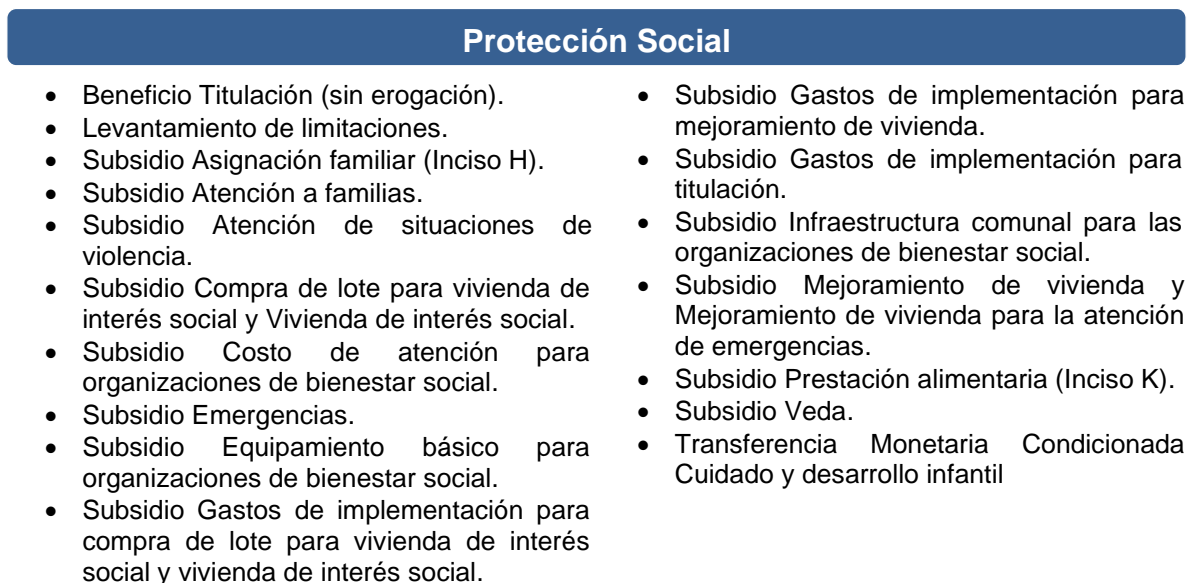 Protección Social
• Beneficio Titulación (sin erogación).
• Levantamiento de limitaciones.
• Subsidio Asignación familiar (Inciso H).
• Subsidio Atención a familias.
• Subsidio Atención de situaciones de
violencia.
• Subsidio Compra de lote para vivienda de
interés social y Vivienda de interés social.
• Subsidio Costo de atención para
organizaciones de bienestar social.
• Subsidio Emergencias.
• Subsidio Equipamiento básico para
organizaciones de bienestar social.
• Subsidio Gastos de implementación para
compra de lote para vivienda de interés
social y vivienda de interés social.
• Subsidio Gastos de implementación para
mejoramiento de vivienda.
• Subsidio Gastos de implementación para
titulación.
• Subsidio Infraestructura comunal para las
organizaciones de bienestar social.
• Subsidio Mejoramiento de vivienda y
Mejoramiento de vivienda para la atención
de emergencias.
• Subsidio Prestación alimentaria (Inciso K).
• Subsidio Veda.
• Transferencia Monetaria Condicionada
Cuidado y desarrollo infantil